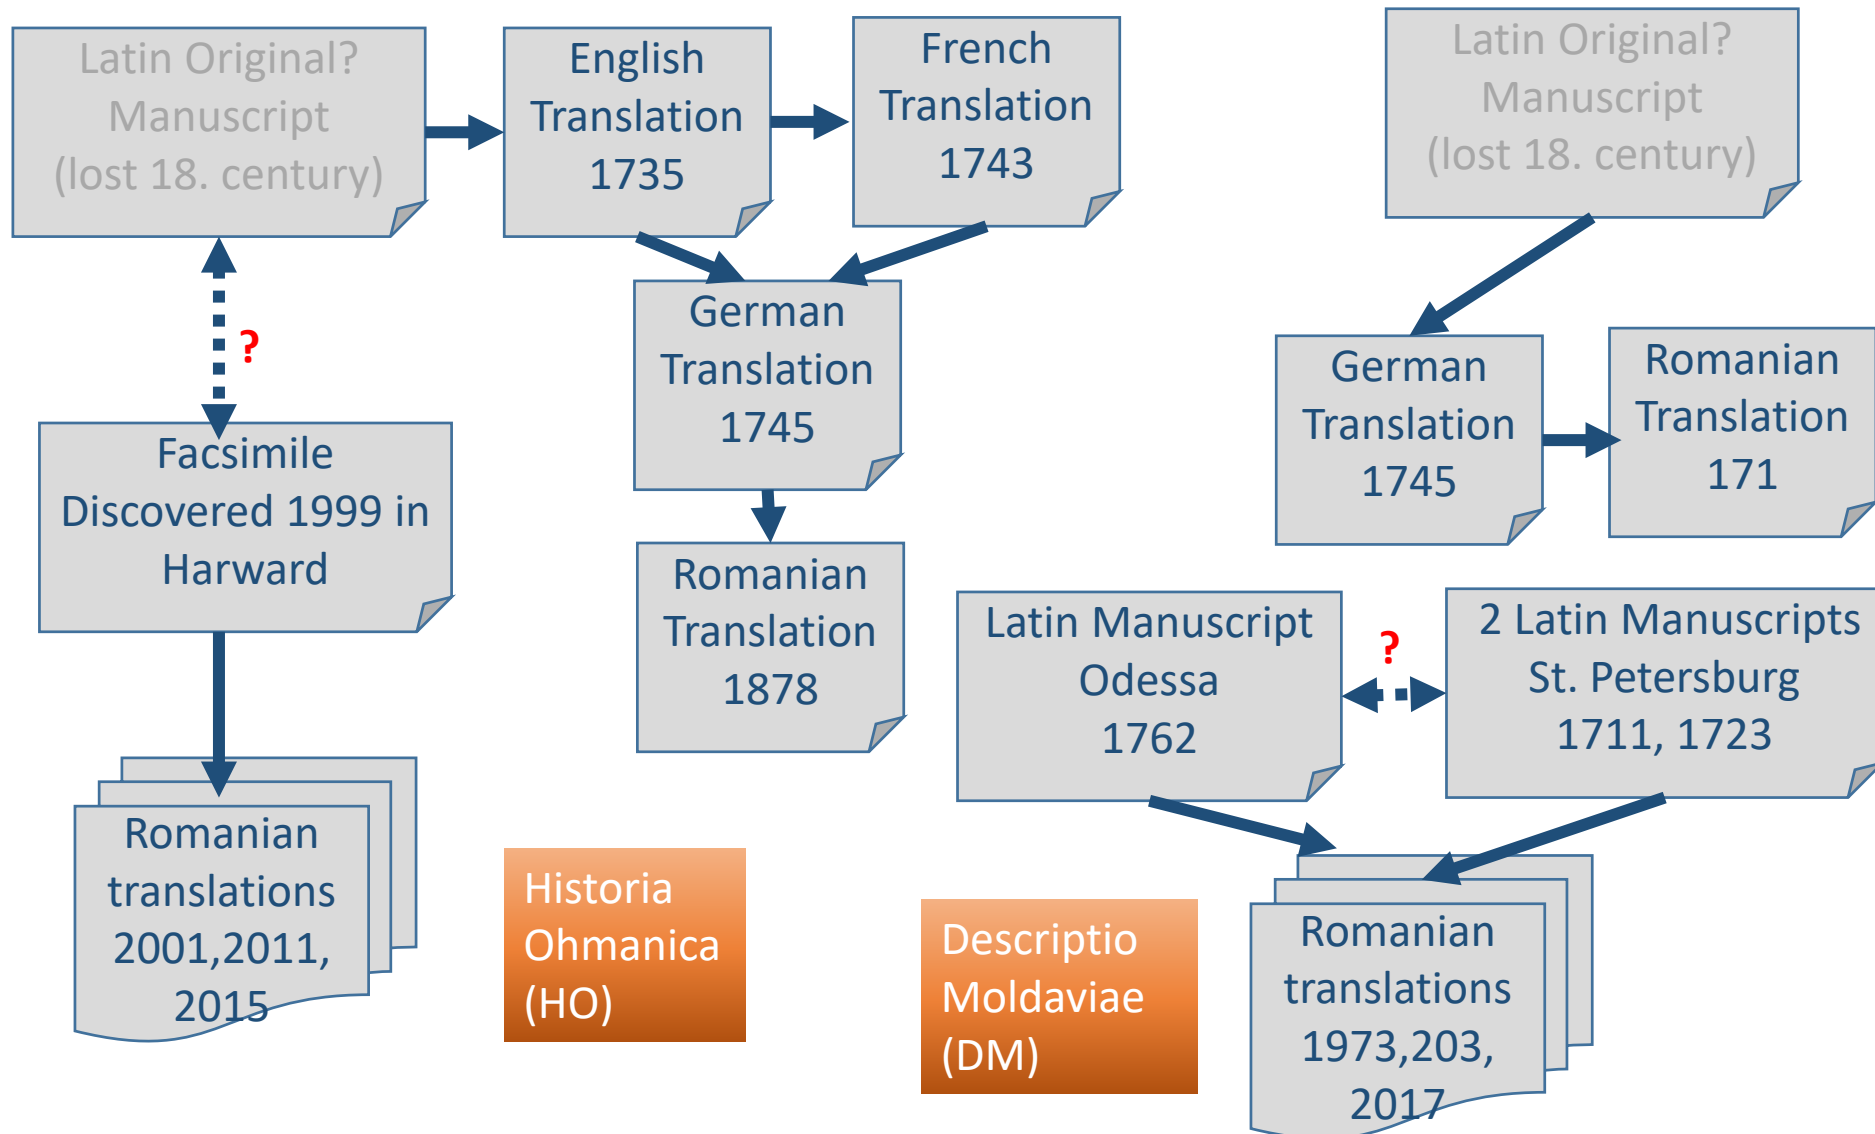 Latin Original?
Manuscript
(lost 18. century)
English
Translation
1735
French
Translation
1743
Latin Original?
Manuscript
(lost 18. century)
?
German
Translation
1745
German
Translation
1745
Romanian
Translation
171
Facsimile
Discovered 1999 in
Harward
Romanian
Translation
1878
Latin Manuscript
Odessa
1762
?
2 Latin Manuscripts
St. Petersburg
1711, 1723
Romanian
translations
2001,2011,
2015
Historia
Ohmanica
(HO)
Descriptio
Moldaviae
(DM)
Romanian
translations
1973,203,
2017